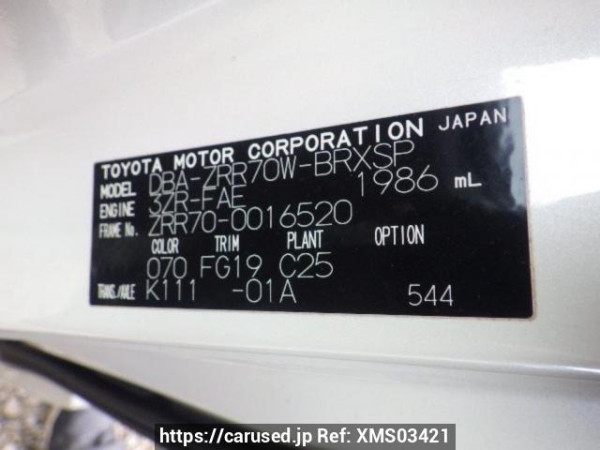 TOYOTA MOTOR CORPORATION JAPAN
MODEL DBA-ZRR70W-BRXSP
ENGINE 3ZR-FAE 1986 mL
FRAME No. ZRR70-0016520
COLOR TRIM PLANT OPTION
070 FG19 C25
TRANS./AXLE K111 -01A 544
https://carused.jp Ref: XMS03421